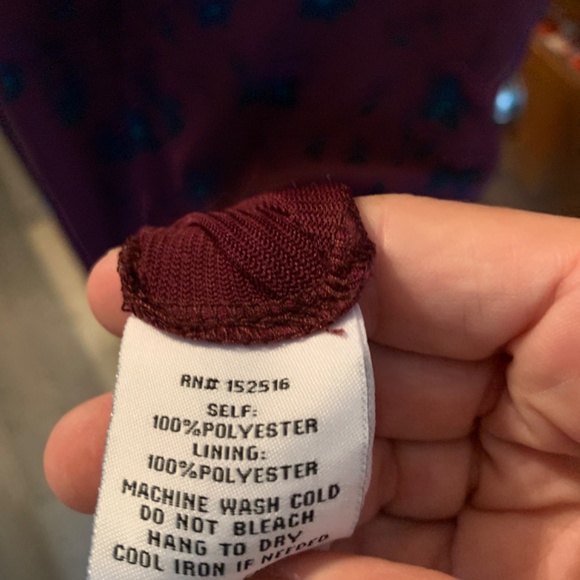 RN# 152516
SELF:
100%POLYESTER
LINING:
100%POLYESTER
MACHINE WASH COLD
DO NOT BLEACH
HANG TO DRY
COOL IRON IF NEEDED